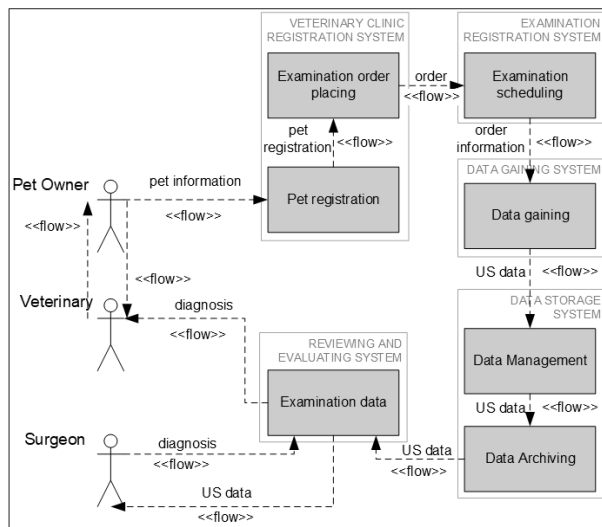 VETERINARY CLINIC
REGISTRATION SYSTEM
EXAMINATION
REGISTRATION SYSTEM
Examination order
placing
order
<<flow>>
Examination
scheduling
pet
registration
<<flow>>
order
information
<<flow>>
Pet Owner
<<flow>>
pet information
<<flow>>
Pet registration
DATA GAINING SYSTEM
Data gaining
<<flow>>
US data
<<flow>>
Veterinary
diagnosis
<<flow>>
DATA STORAGE
SYSTEM
REVIEWING AND
EVALUATING SYSTEM
Data Management
Examination data
US data
<<flow>>
Surgeon
diagnosis
<<flow>>
US data
<<flow>>
Data Archiving
US data
<<flow>>